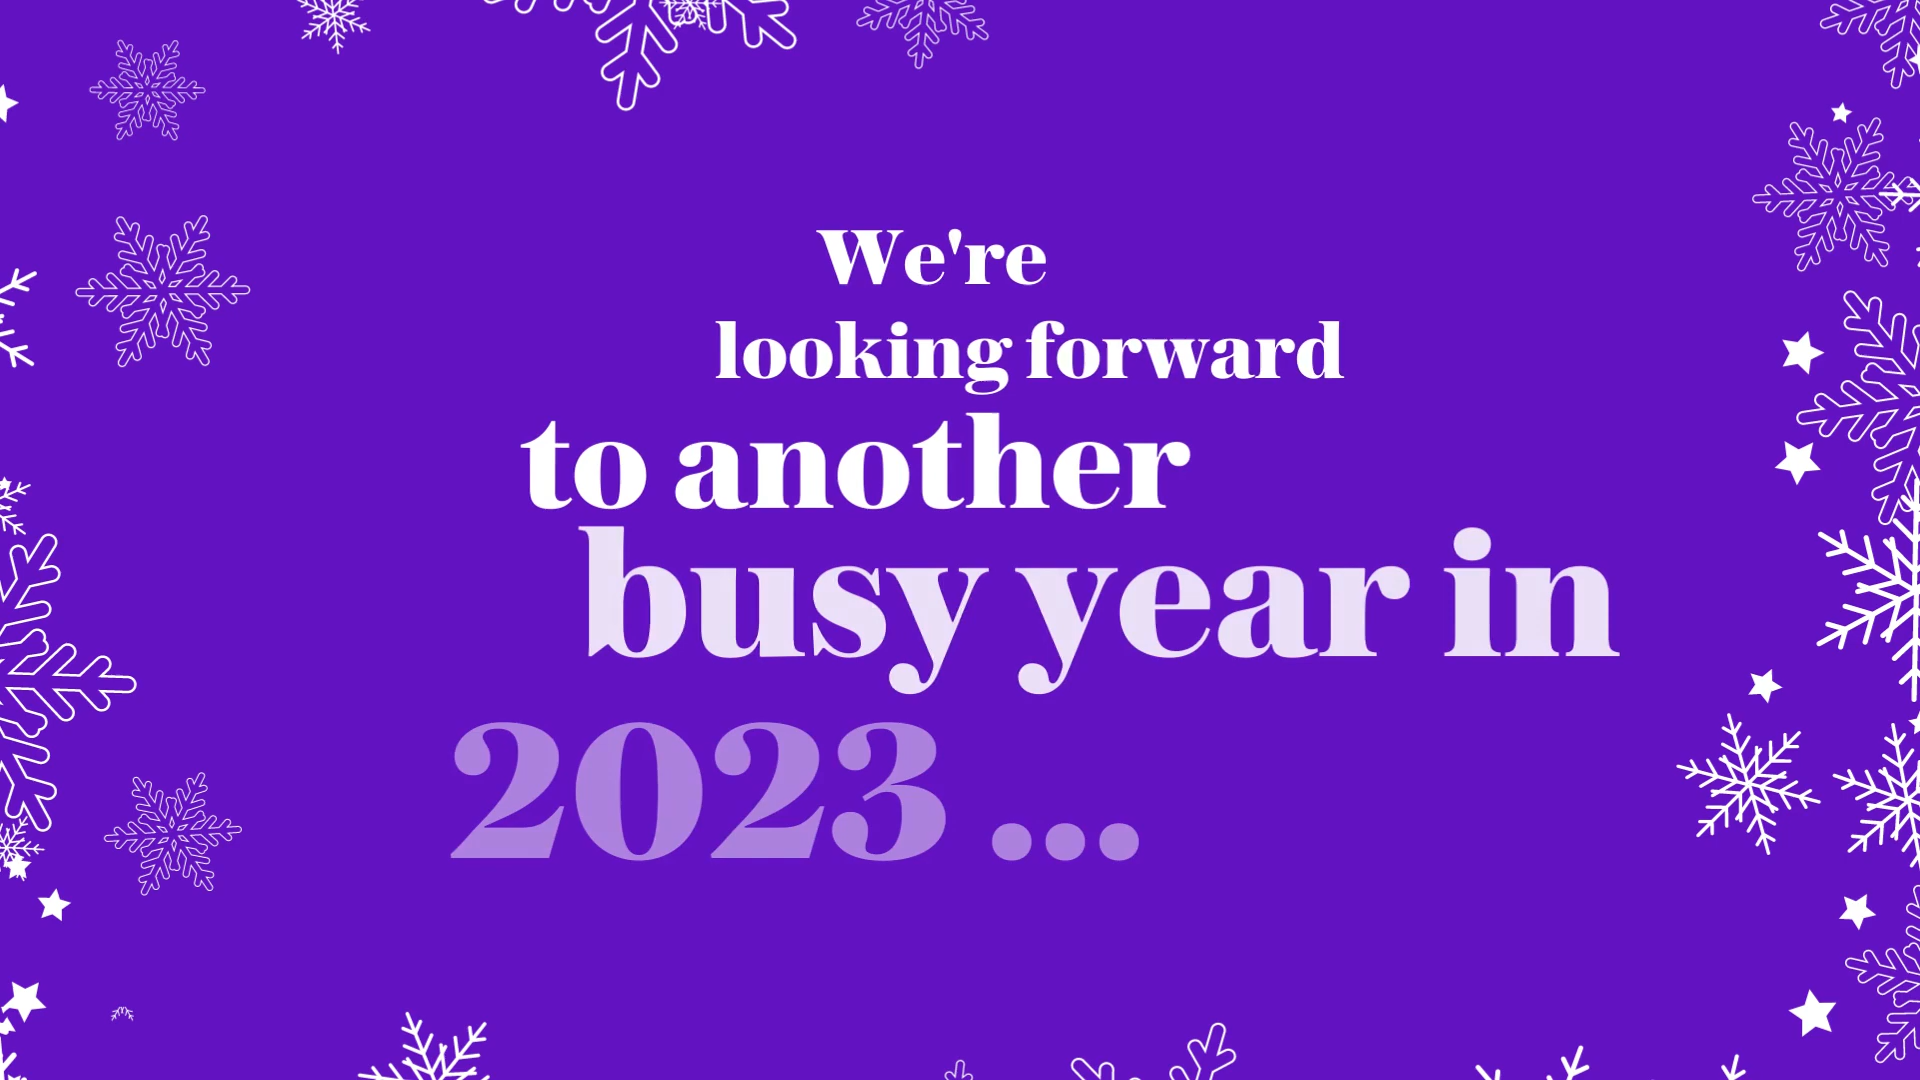 We're
looking forward
to another
busy year in
2023 ...